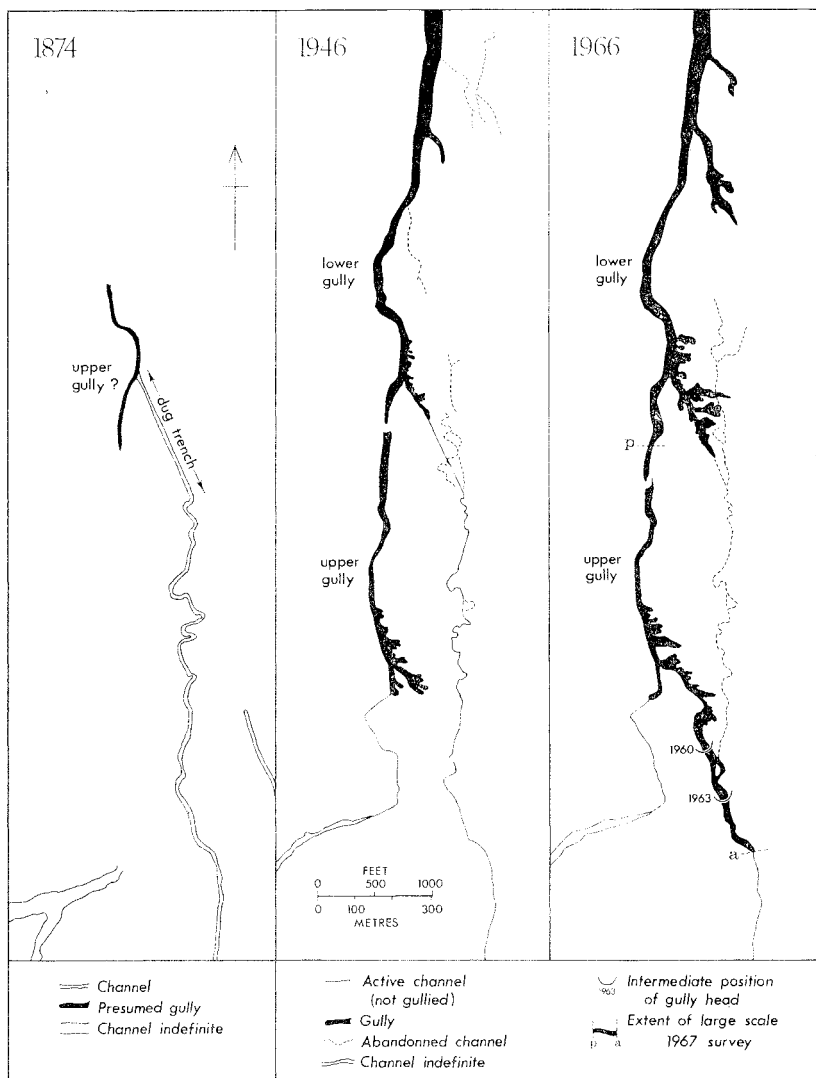 1874
1946
1966
upper
gully ?
dug trench
lower
gully
upper
gully
FEET
0 500 1000
0 100 300
METRES
lower
gully
p
upper
gully
1960
1963
a
Channel
Presumed gully
Channel indefinite
Active channel
(not gullied)
Gully
Abandonned channel
Channel indefinite
1963
Intermediate position
of gully head
Extent of large scale
p a 1967 survey